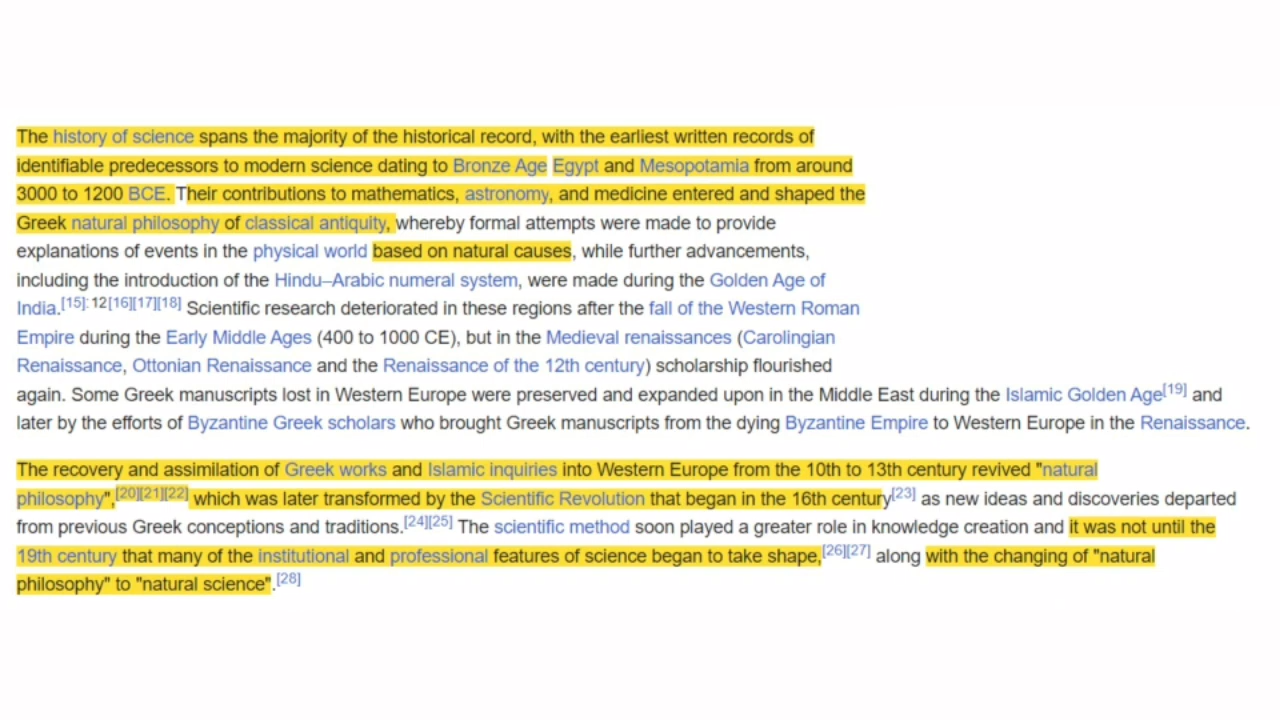 The history of science spans the majority of the historical record, with the earliest written records of
identifiable predecessors to modern science dating to Bronze Age Egypt and Mesopotamia from around
3000 to 1200 BCE. Their contributions to mathematics, astronomy, and medicine entered and shaped the
Greek natural philosophy of classical antiquity, whereby formal attempts were made to provide
explanations of events in the physical world based on natural causes, while further advancements,
including the introduction of the Hindu–Arabic numeral system, were made during the Golden Age of
India.[15]: 12[16][17][18] Scientific research deteriorated in these regions after the fall of the Western Roman
Empire during the Early Middle Ages (400 to 1000 CE), but in the Medieval renaissances (Carolingian
Renaissance, Ottonian Renaissance and the Renaissance of the 12th century) scholarship flourished
again. Some Greek manuscripts lost in Western Europe were preserved and expanded upon in the Middle East during the Islamic Golden Age[19] and
later by the efforts of Byzantine Greek scholars who brought Greek manuscripts from the dying Byzantine Empire to Western Europe in the Renaissance.
The recovery and assimilation of Greek works and Islamic inquiries into Western Europe from the 10th to 13th century revived "natural
philosophy",[20][21][22] which was later transformed by the Scientific Revolution that began in the 16th century[23] as new ideas and discoveries departed
from previous Greek conceptions and traditions.[24][25] The scientific method soon played a greater role in knowledge creation and it was not until the
19th century that many of the institutional and professional features of science began to take shape,[26][27] along with the changing of "natural
philosophy" to "natural science".[28]